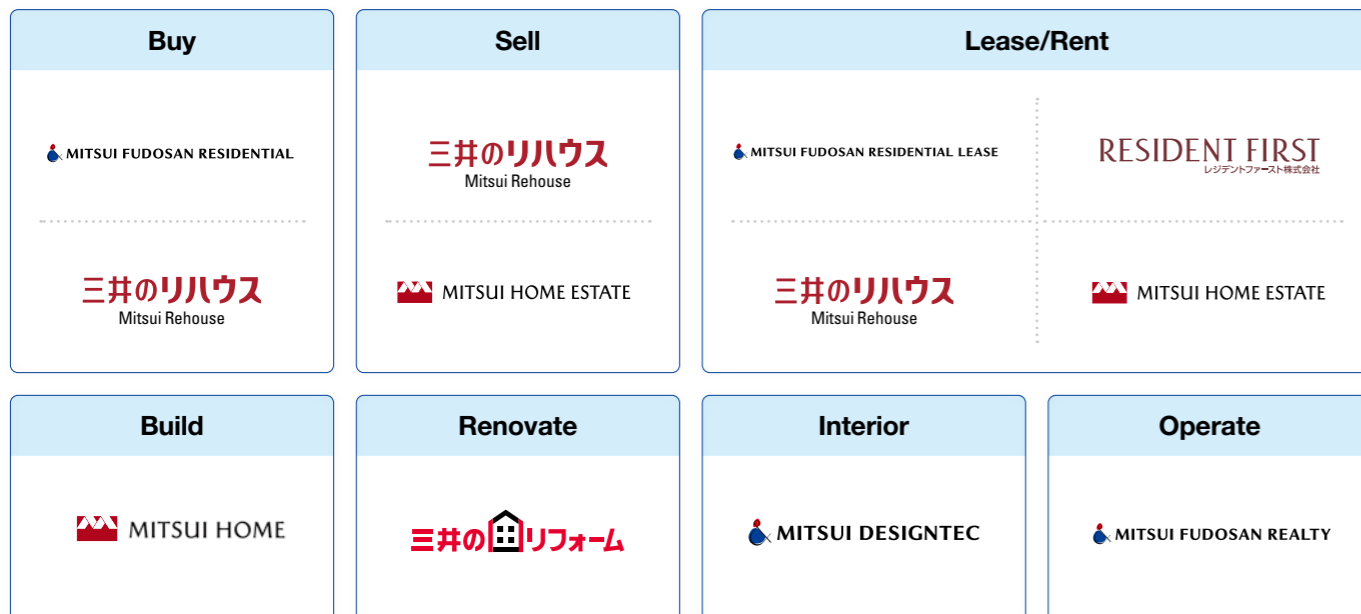 Buy
MITSUI FUDOSAN RESIDENTIAL
三井のリハウス
Mitsui Rehouse
Sell
三井のリハウス
Mitsui Rehouse
MITSUI HOME ESTATE
Lease/Rent
MITSUI FUDOSAN RESIDENTIAL LEASE
RESIDENT FIRST
レジデントファースト株式会社
三井のリハウス
Mitsui Rehouse
MITSUI HOME ESTATE
Build
MITSUI HOME
Renovate
三井のリフォーム
Interior
MITSUI DESIGNTEC
Operate
MITSUI FUDOSAN REALTY